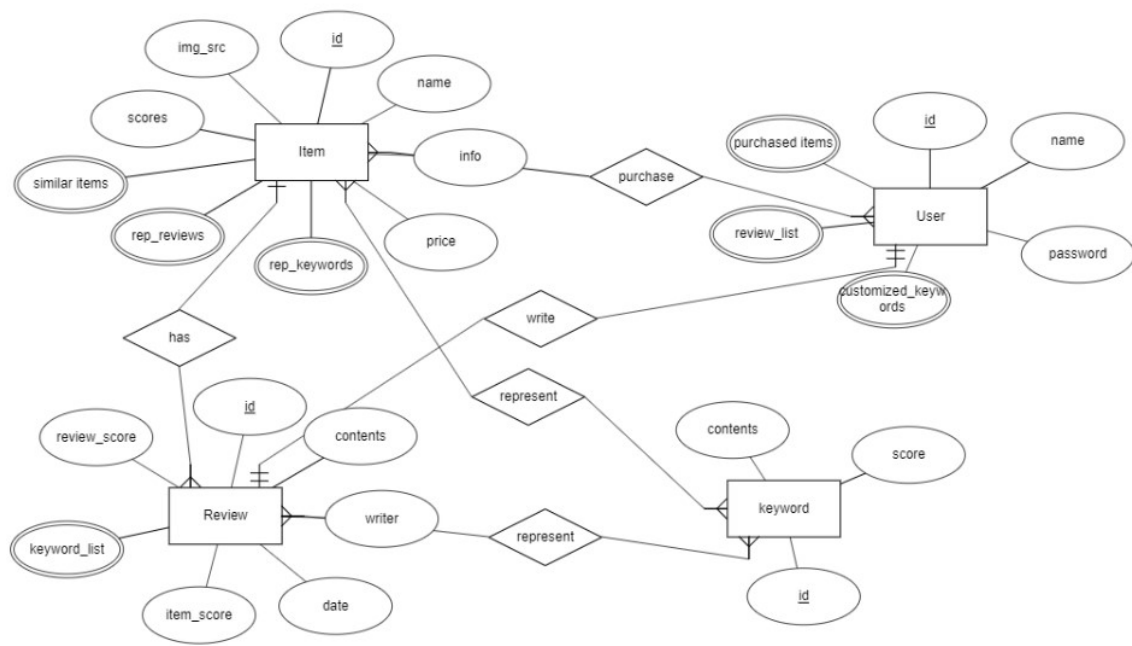 id
img_src
name
scores
Item
info
similar items
rep_reviews
rep_keywords
price
purchase
purchased items
id
name
review_list
User
password
customized_keyw
ords
has
write
represent
review_score
id
contents
Review
writer
keyword_list
item_score
date
represent
contents
score
keyword
id